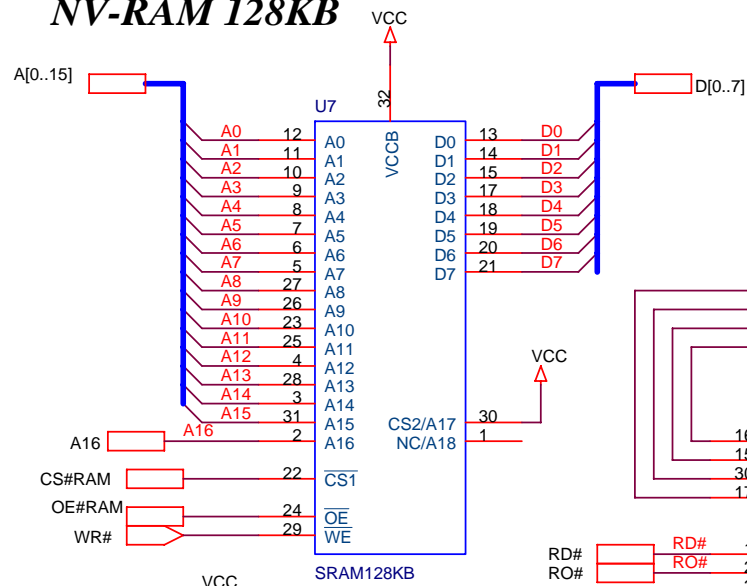 NV-RAM 128KB
VCC
A[0..15]
D[0..7]
U7
32
VCCB
A0 12 A0 D0 13 D0
A1 11 A1 D1 14 D1
A2 10 A2 D2 15 D2
A3 9 A3 D3 17 D3
A4 8 A4 D4 18 D4
A5 7 A5 D5 19 D5
A6 6 A6 D6 20 D6
A7 5 A7 D7 21 D7
A8 27 A8
A9 26 A9
A10 23 A10
A11 25 A11
A12 4 A12
A13 28 A13
A14 3 A14
A15 31 A15 CS2/A17 30
VCC
A16 A16 2 A16 NC/A18 1
CS#RAM 22 CS1
OE#RAM 24 OE
WR# 29 WE
SRAM128KB
VCC
16
15
30
17
RD# RD#
RO# RO#